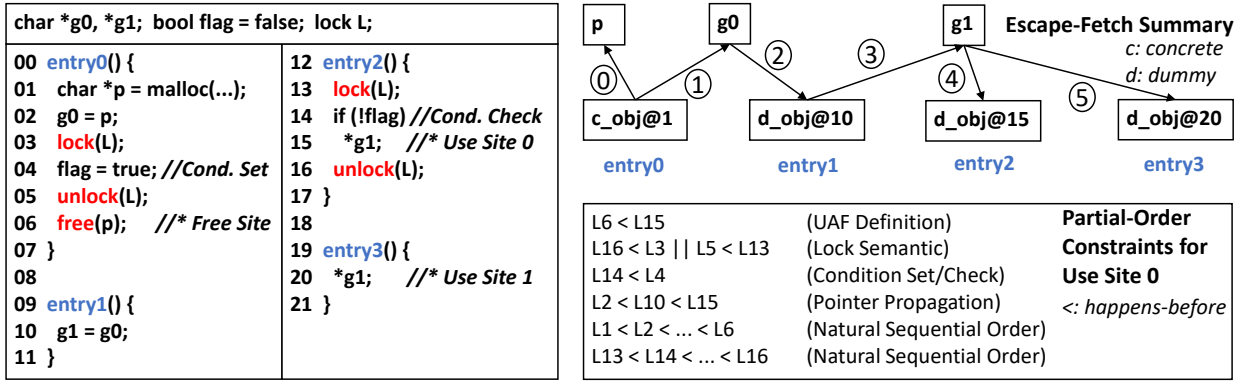 char *g0, *g1; bool flag = false; lock L;
00 entry0() {
01 char *p = malloc(...);
02 g0 = p;
03 lock(L);
04 flag = true; //Cond. Set
05 unlock(L);
06 free(p); //* Free Site
07 }
08
09 entry1() {
10 g1 = g0;
11 }
12 entry2() {
13 lock(L);
14 if (!flag) //Cond. Check
15 *g1; //* Use Site 0
16 unlock(L);
17 }
18
19 entry3() {
20 *g1; //* Use Site 1
21 }
p
g0
g1
Escape-Fetch Summary
c: concrete
d: dummy
0
1
2
3
4
5
c_obj@1
d_obj@10
d_obj@15
d_obj@20
entry0
entry1
entry2
entry3
L6 < L15 (UAF Definition)
L16 < L3 || L5 < L13 (Lock Semantic)
L14 < L4 (Condition Set/Check)
L2 < L10 < L15 (Pointer Propagation)
L1 < L2 < ... < L6 (Natural Sequential Order)
L13 < L14 < ... < L16 (Natural Sequential Order)
Partial-Order
Constraints for
Use Site 0
<: happens-before